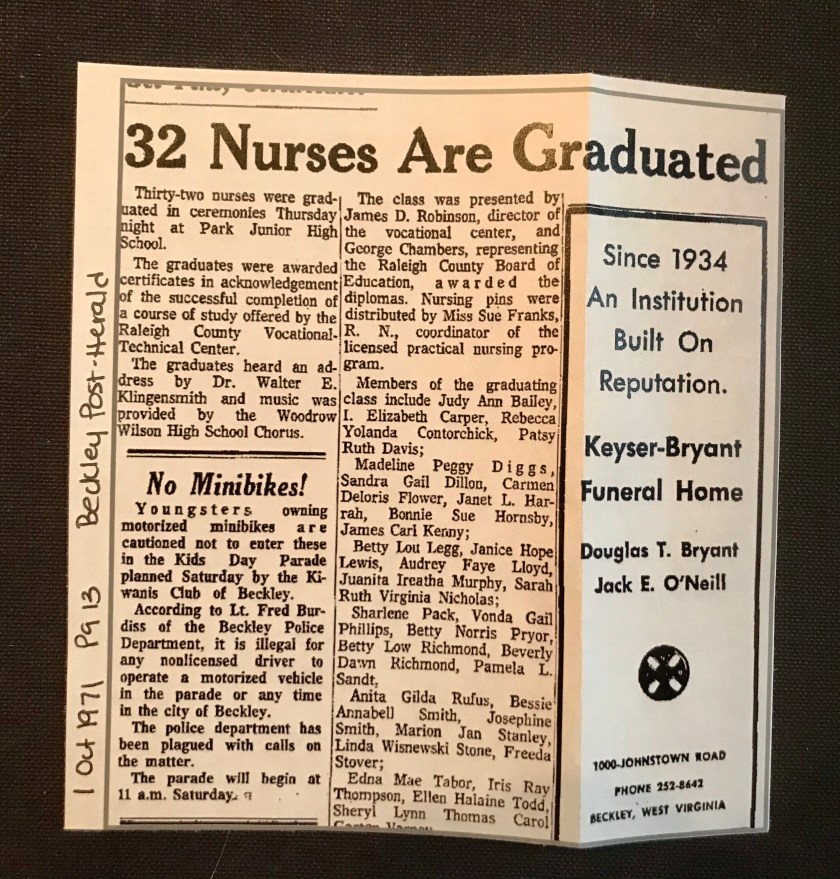 32 Nurses Are Graduated
Thirty-two nurses were grad-
uated in ceremonies Thursday
night at Park Junior High
School.
The graduates were awarded
certificates in acknowledgement
of the successful completion of
a course of study offered by the
Raleigh County Vocational-
Technical Center.
The graduates heard an ad-
dress by Dr. Walter E.
Klingensmith and music was
provided by the Woodrow
Wilson High School Chorus.
No Minibikes!
Youngsters owning
motorized minibikes are
cautioned not to enter these
in the Kids Day Parade
planned Saturday by the Ki-
wanis Club of Beckley.
According to Lt. Fred Bur-
diss of the Beckley Police
Department, it is illegal for
any nonlicensed driver to
operate a motorized vehicle
in the parade or any time
in the city of Beckley.
The police department has
been plagued with calls on
the matter.
The parade will begin at
11 a.m. Saturday.
The class was presented by
James D. Robinson, director of
the vocational center, and
George Chambers, representing
the Raleigh County Board of
Education, awarded the
diplomas. Nursing pins were
distributed by Miss Sue Franks,
R. N., coordinator of the
licensed practical nursing pro-
gram.
Members of the graduating
class include Judy Ann Bailey,
I. Elizabeth Carper, Rebecca
Yolanda Contorchick, Patsy
Ruth Davis;
Madeline Peggy Diggs,
Sandra Gail Dillon, Carmen
Deloris Flower, Janet L. Har-
rah, Bonnie Sue Hornsby,
James Carl Kenny;
Betty Lou Legg, Janice Hope
Lewis, Audrey Faye Lloyd,
Juanita Ireatha Murphy, Sarah
Ruth Virginia Nicholas;
Sharlene Pack, Vonda Gail
Phillips, Betty Norris Pryor,
Betty Low Richmond, Beverly
Dawn Richmond, Pamela L.
Sandt,
Anita Gilda Rufus, Bessie
Annabell Smith, Josephine
Smith, Marion Jan Stanley,
Linda Wisnewski Stone, Freeda
Stover;
Edna Mae Tabor, Iris Ray
Thompson, Ellen Halaine Todd,
Sheryl Lynn Thomas Carol
Since 1934
An Institution
Built On
Reputation.
Keyser-Bryant
Funeral Home
Douglas T. Bryant
Jack E. O'Neill
1000-JOHNSTOWN ROAD
PHONE 252-8642
BECKLEY, WEST VIRGINIA
1 Oct 1971 Pg 13 Beckley Post-Herald